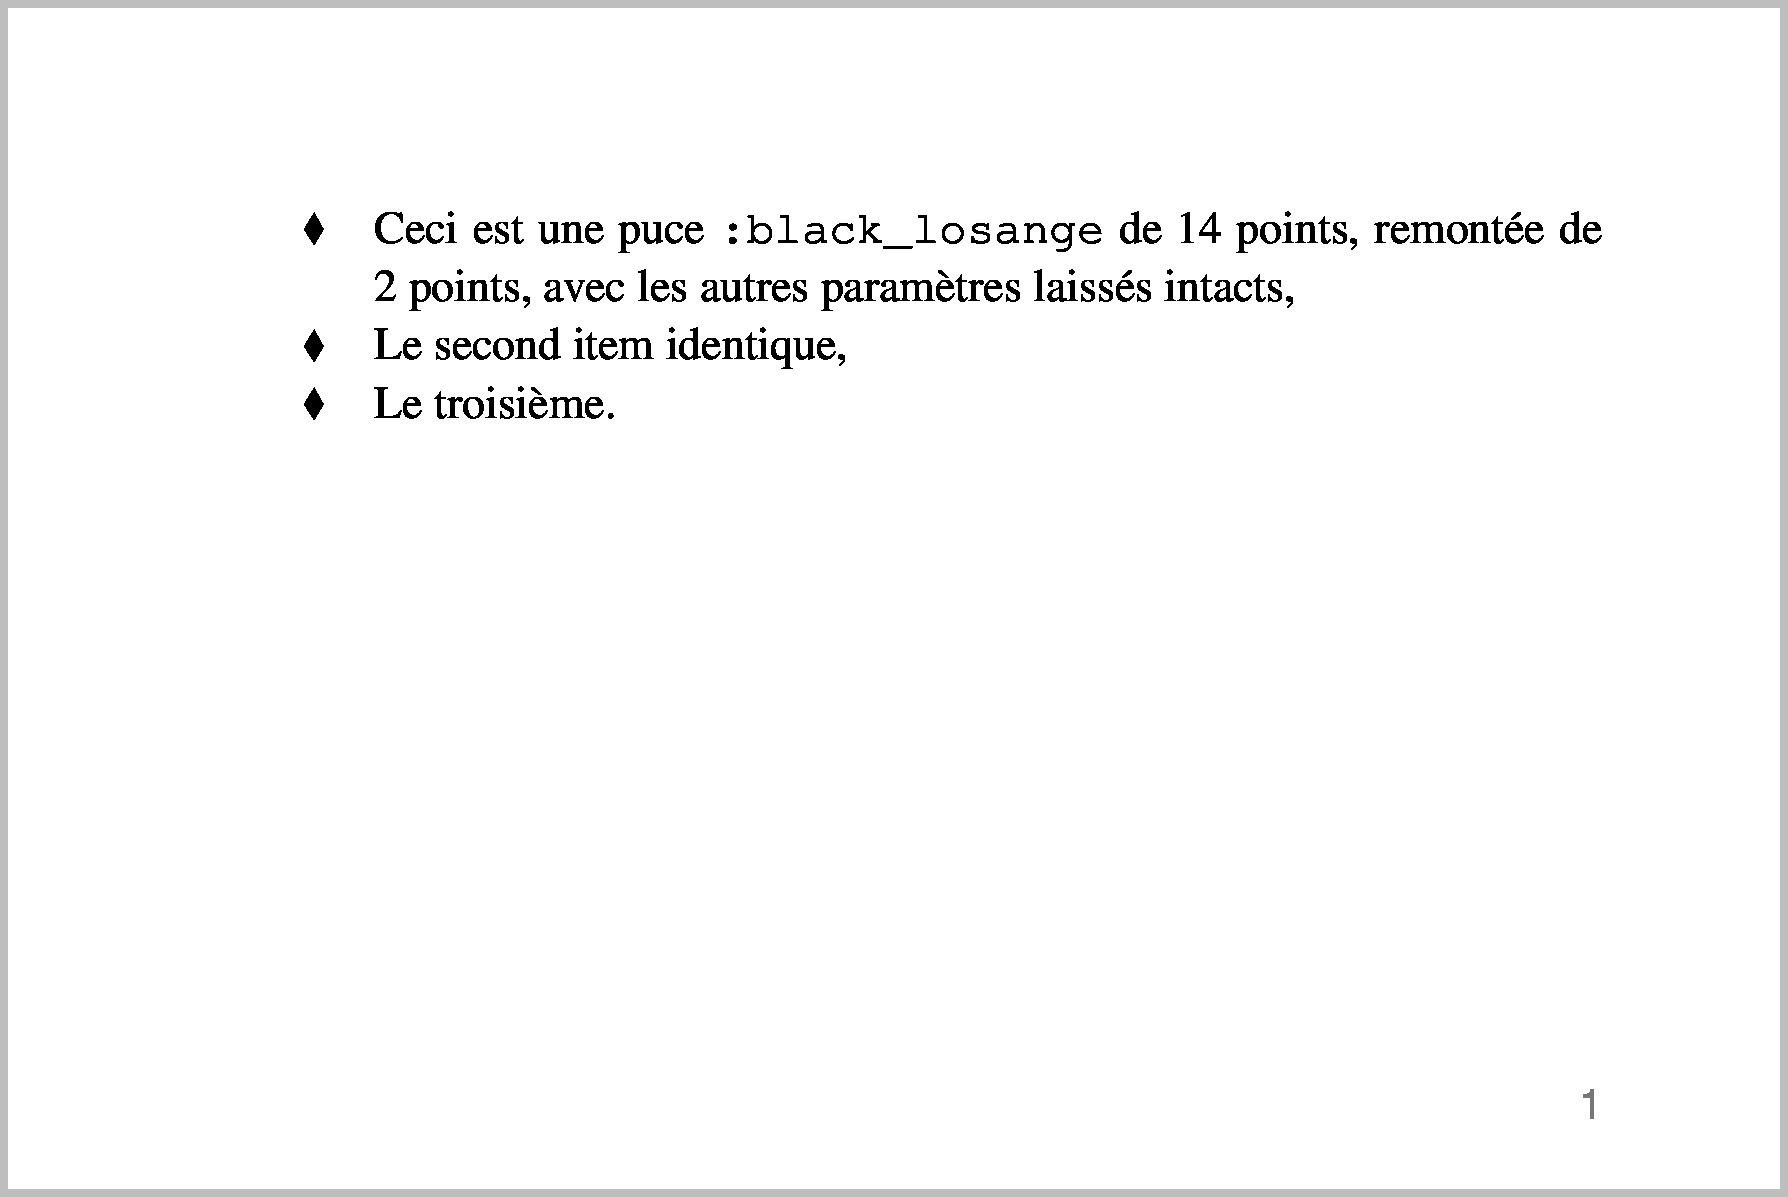 ♦ Ceci est une puce :black_losange de 14 points, remontée de
2 points, avec les autres paramètres laissés intacts,
♦ Le second item identique,
♦ Le troisième.
1